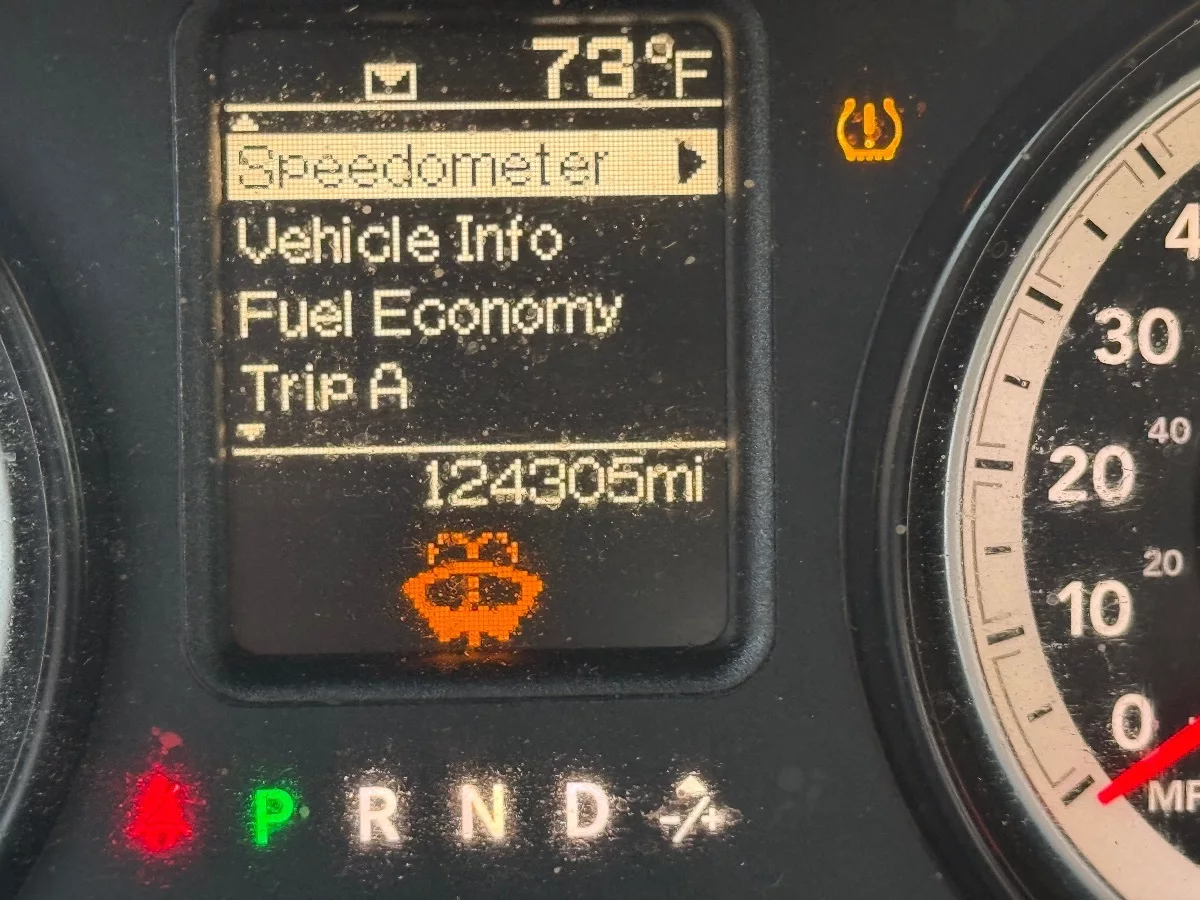 73°F
Speedometer
Vehicle Info
Fuel Economy
Trip A
124305mi
P R N D -/+
30
40
20
20
10
0